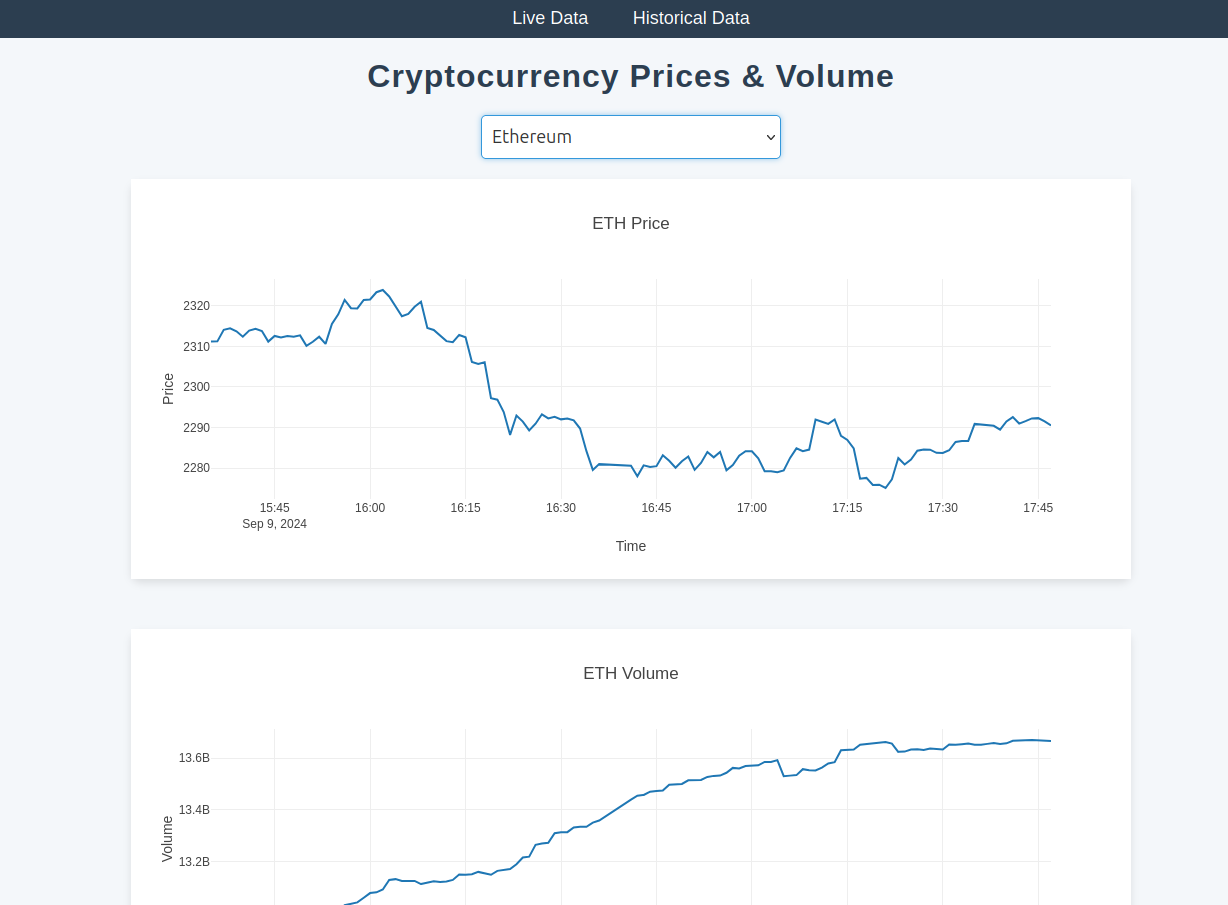 Live Data Historical Data
Cryptocurrency Prices & Volume
Ethereum
ETH Price
2320
2310
2300
2290
2280
Price
15:45 16:00 16:15 16:30 16:45 17:00 17:15 17:30 17:45
Sep 9, 2024
Time
ETH Volume
13.6B
13.4B
13.2B
Volume